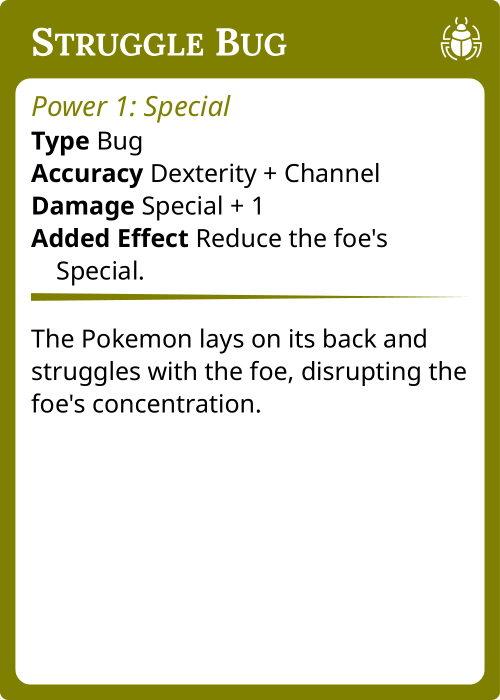 STRUGGLE BUG
Power 1: Special
Type Bug
Accuracy Dexterity + Channel
Damage Special + 1
Added Effect Reduce the foe's
Special.
The Pokemon lays on its back and
struggles with the foe, disrupting the
foe's concentration.